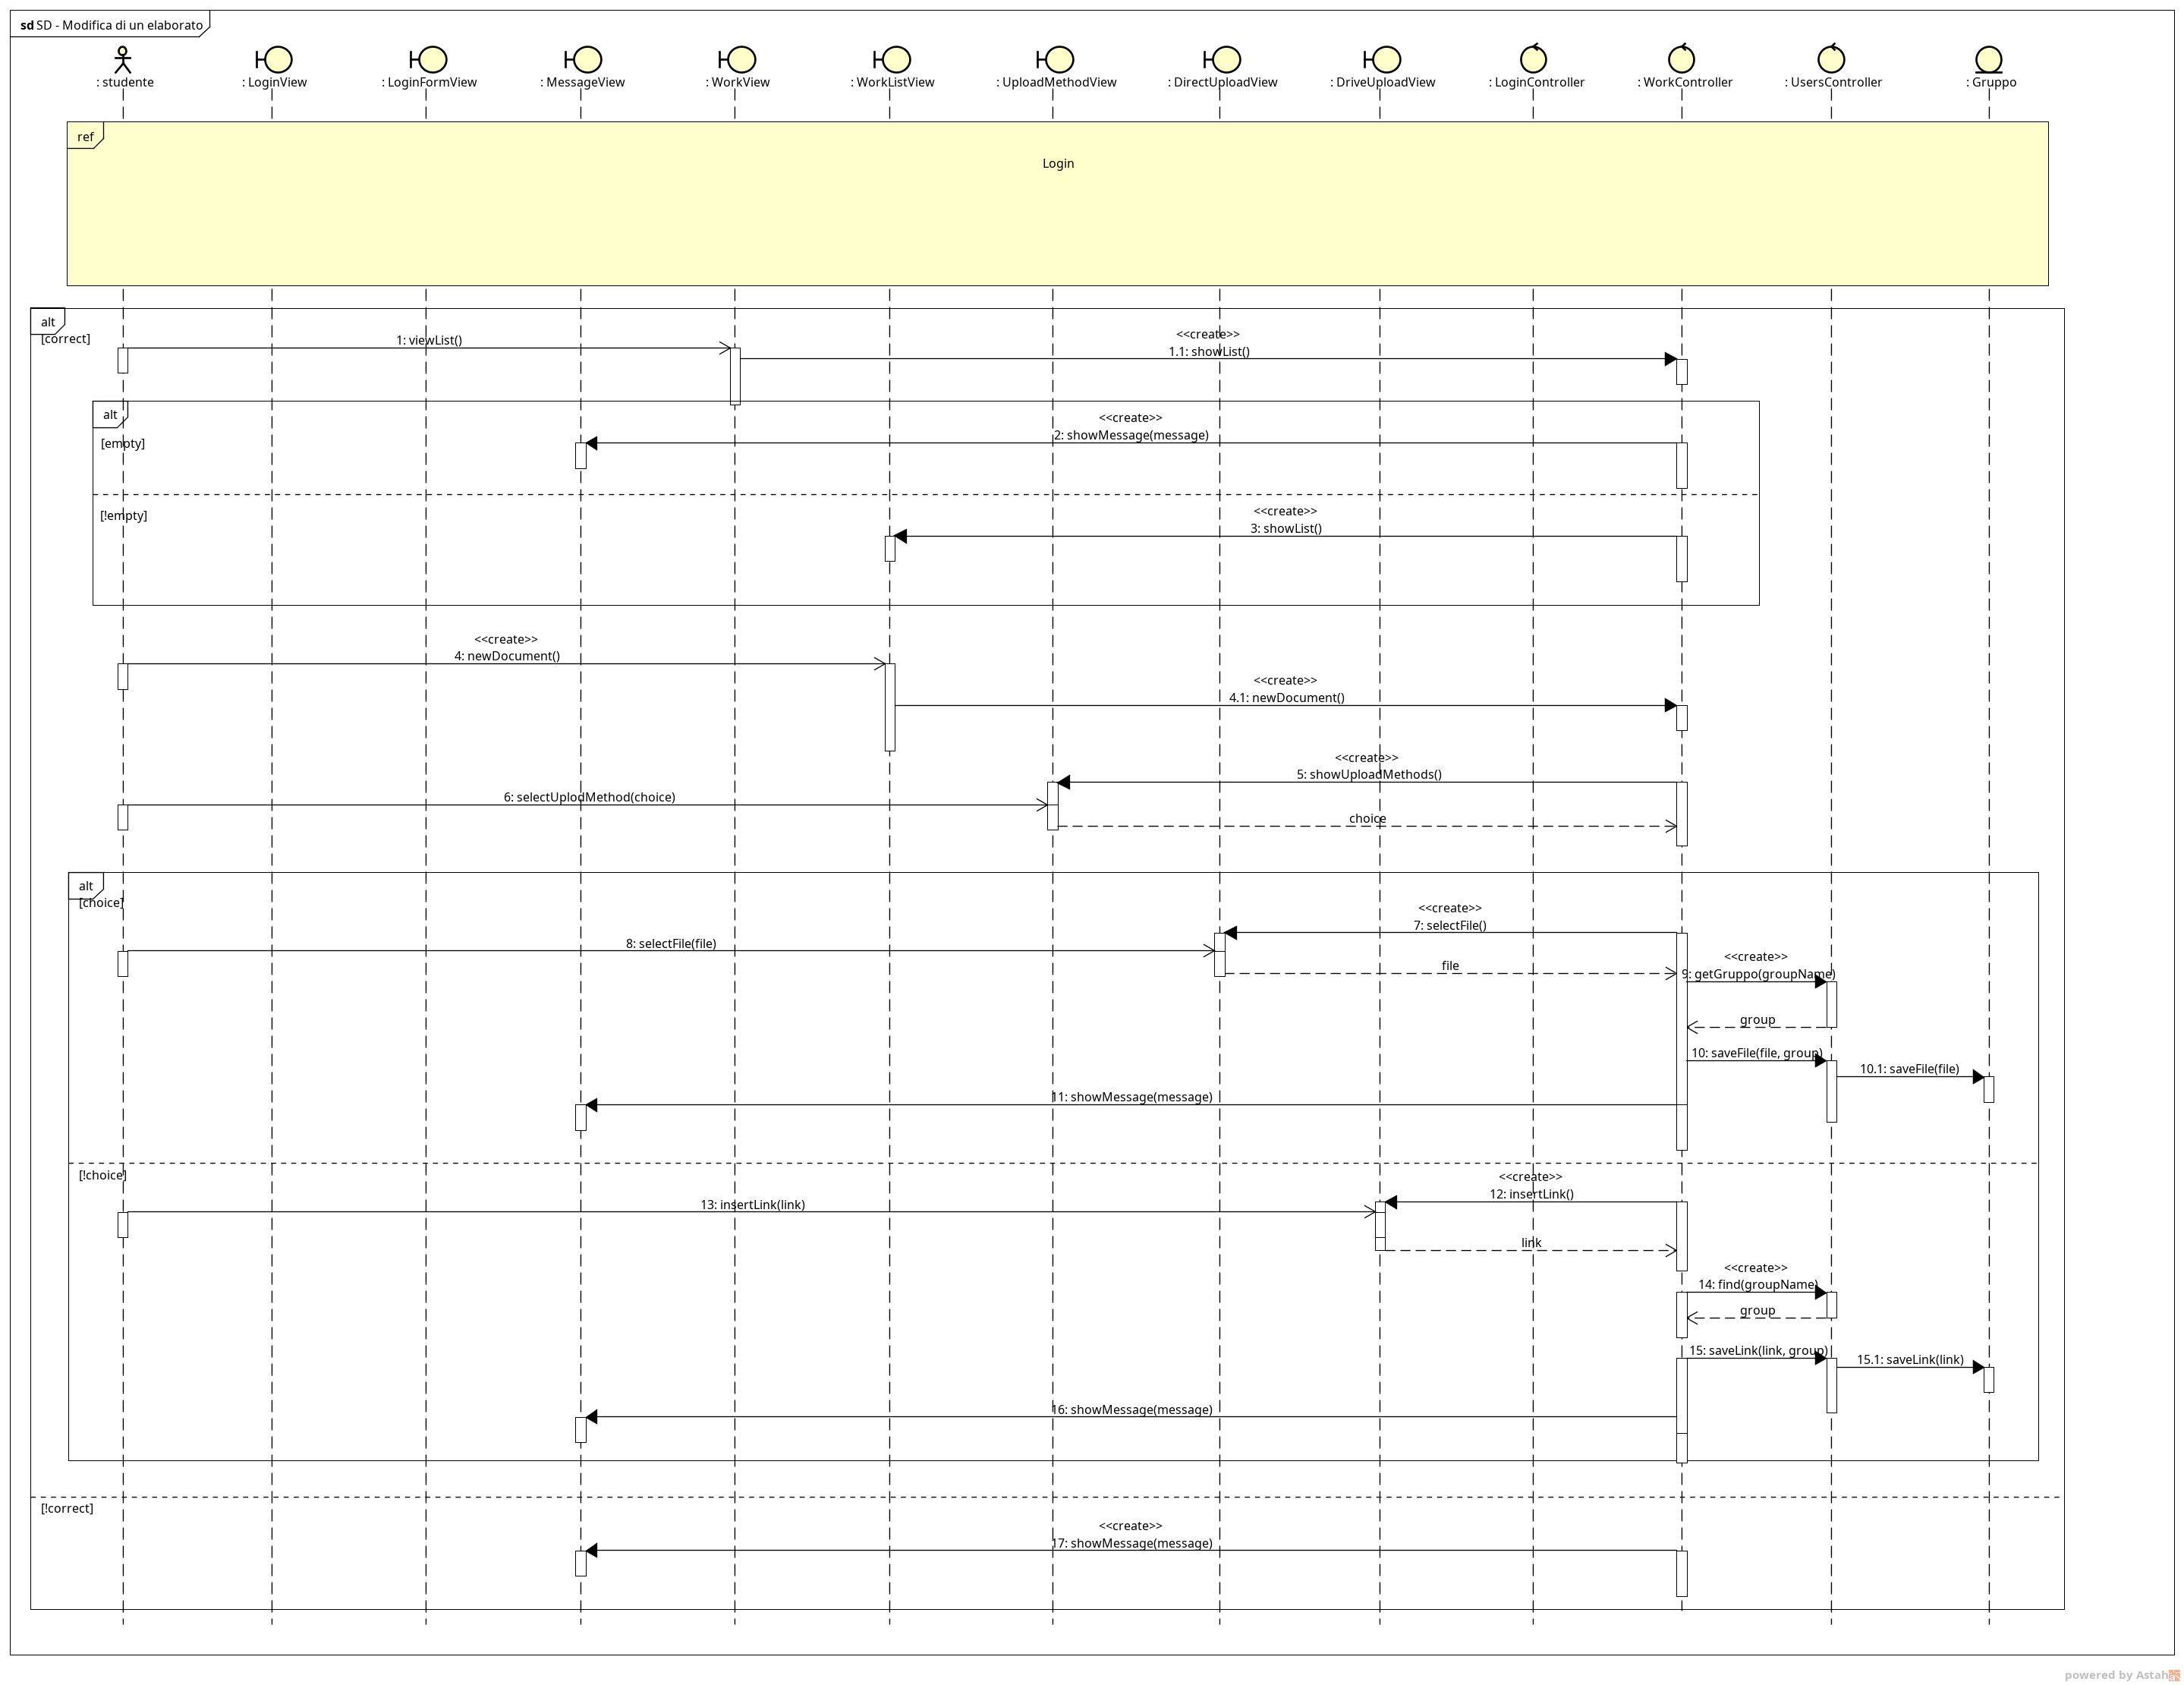 sd SD - Modifica di un elaborato
: studente
: LoginView
: LoginFormView
: MessageView
: WorkView
: WorkListView
: UploadMethodView
: DirectUploadView
: DriveUploadView
: LoginController
: WorkController
: UsersController
: Gruppo
ref
Login
alt
[correct]
1: viewList()
<<create>>
1.1: showList()
alt
[empty]
<<create>>
2: showMessage(message)
[!empty]
<<create>>
3: showList()
<<create>>
4: newDocument()
<<create>>
4.1: newDocument()
<<create>>
5: showUploadMethods()
6: selectUplodMethod(choice)
choice
alt
[choice]
<<create>>
7: selectFile()
8: selectFile(file)
file
<<create>>
9: getGruppo(groupName)
group
10: saveFile(file, group)
10.1: saveFile(file)
11: showMessage(message)
[!choice]
<<create>>
12: insertLink()
13: insertLink(link)
link
<<create>>
14: find(groupName)
group
15: saveLink(link, group)
15.1: saveLink(link)
16: showMessage(message)
[!correct]
<<create>>
17: showMessage(message)
powered by Astah